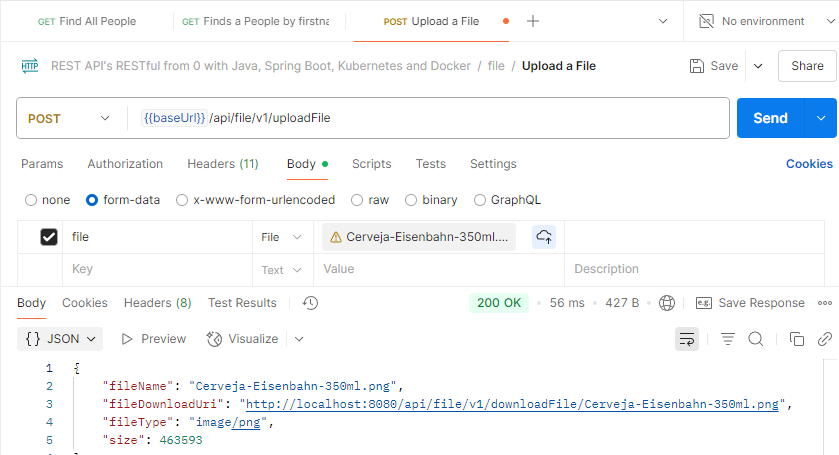 GET Find All People GET Finds a People by firstna POST Upload a File No environment
HTTP REST API's RESTful from 0 with Java, Spring Boot, Kubernetes and Docker / file / Upload a File Save Share
POST {{baseUrl}} /api/file/v1/uploadFile Send
Params Authorization Headers (11) Body Scripts Tests Settings Cookies
none form-data x-www-form-urlencoded raw binary GraphQL
file File Cerveja-Eisenbahn-350ml....
Key Text Value Description
Body Cookies Headers (8) Test Results 200 OK 56 ms 427 B e.g. Save Response
{} JSON Preview Visualize
1 {
2 "fileName": "Cerveja-Eisenbahn-350ml.png",
3 "fileDownloadUri": "http://localhost:8080/api/file/v1/downloadFile/Cerveja-Eisenbahn-350ml.png",
4 "fileType": "image/png",
5 "size": 463593